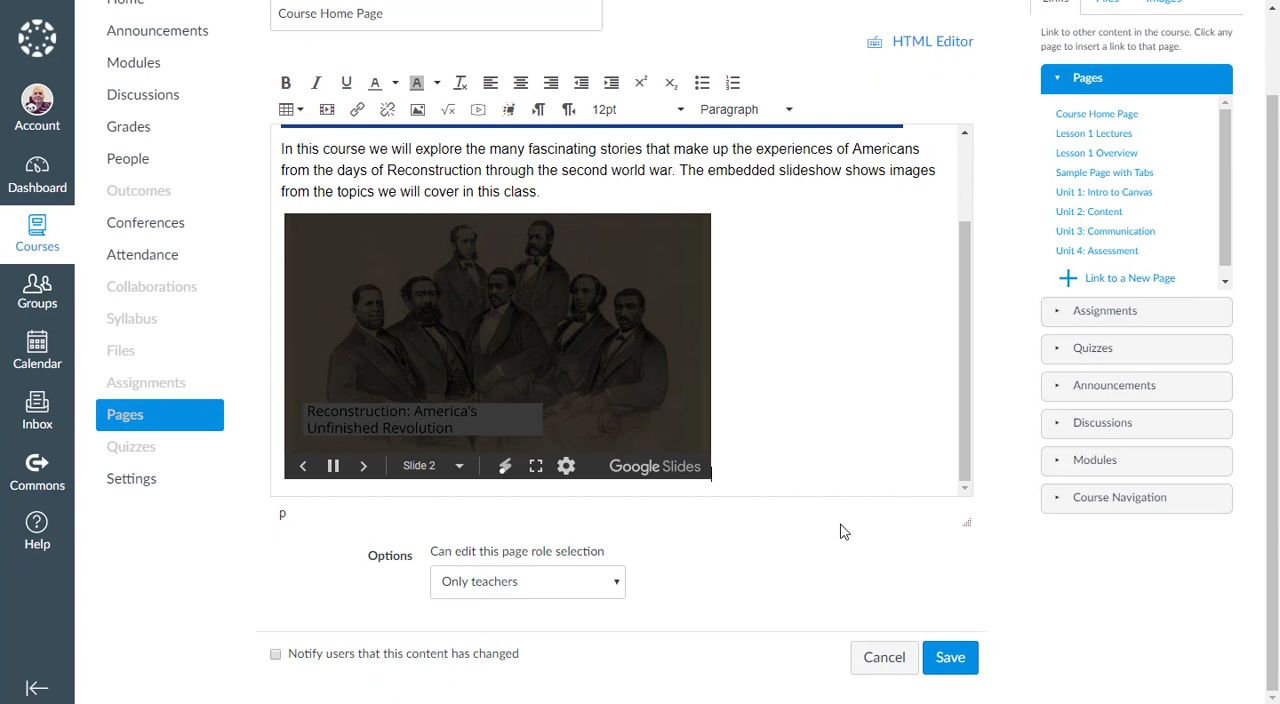 Home
Announcements
Modules
Discussions
Grades
People
Outcomes
Conferences
Attendance
Collaborations
Syllabus
Files
Assignments
Pages
Quizzes
Settings
Account
Dashboard
Courses
Groups
Calendar
Inbox
Commons
Help
Course Home Page
HTML Editor
B I U A A Tx x² x₂
12pt Paragraph
In this course we will explore the many fascinating stories that make up the experiences of Americans
from the days of Reconstruction through the second world war. The embedded slideshow shows images
from the topics we will cover in this class.
Reconstruction: America's
Unfinished Revolution
Slide 2
Google Slides
p
Options
Can edit this page role selection
Only teachers
Notify users that this content has changed
Cancel
Save
Links Files Images
Link to other content in the course. Click any
page to insert a link to that page.
Pages
Course Home Page
Lesson 1 Lectures
Lesson 1 Overview
Sample Page with Tabs
Unit 1: Intro to Canvas
Unit 2: Content
Unit 3: Communication
Unit 4: Assessment
Link to a New Page
Assignments
Quizzes
Announcements
Discussions
Modules
Course Navigation